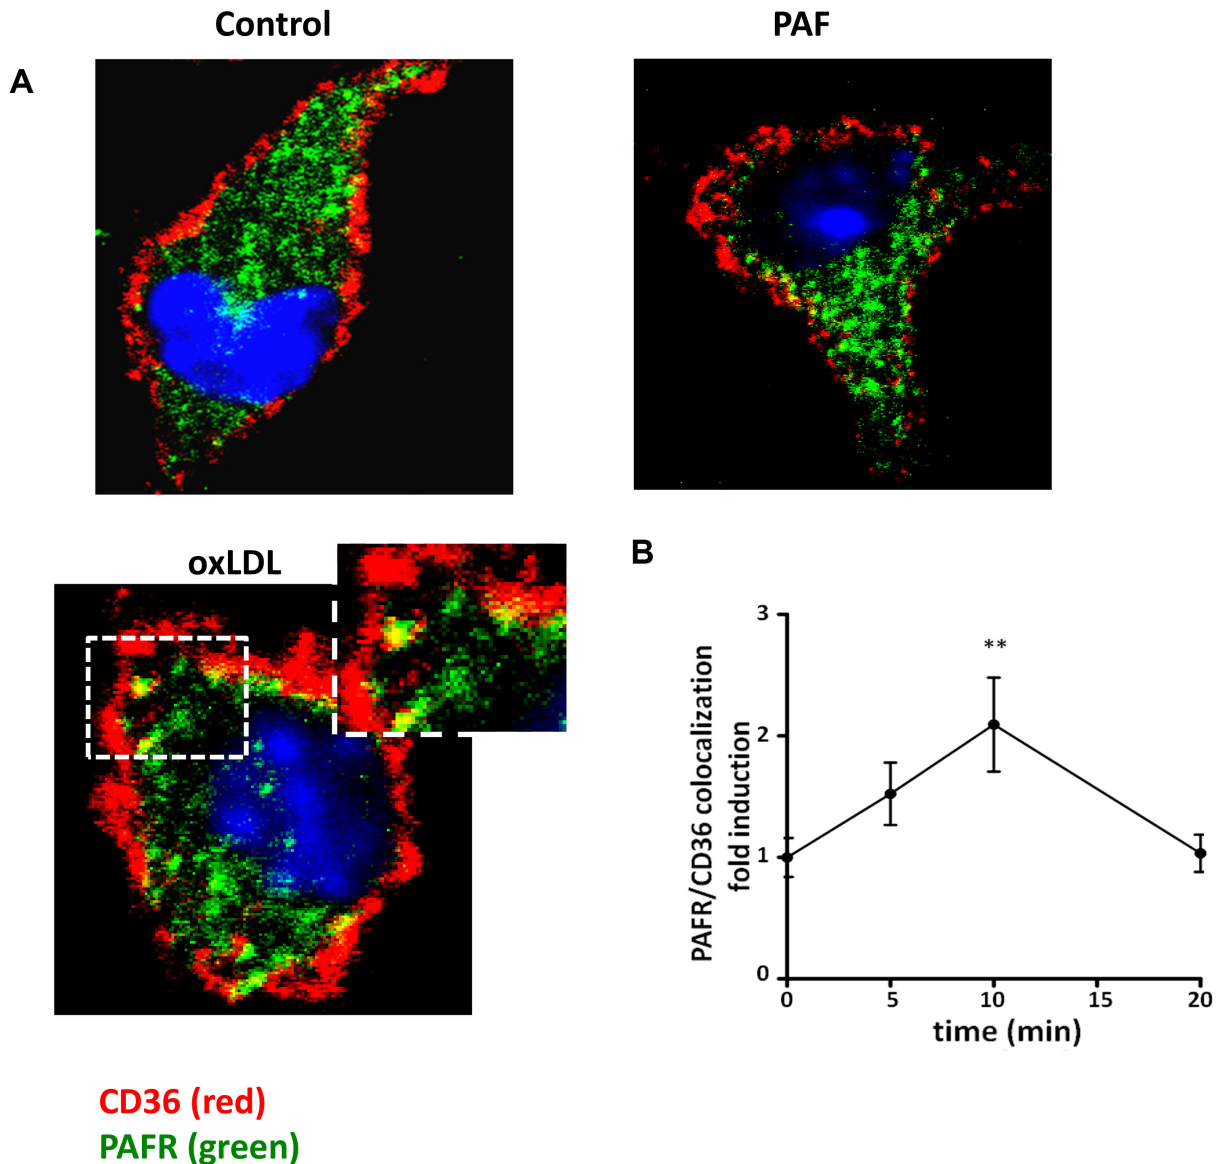 Control
PAF
A
oxLDL
B
PAFR/CD36 colocalization
fold induction
3
2
1
0
**
0 5 10 15 20
time (min)
CD36 (red)
PAFR (green)